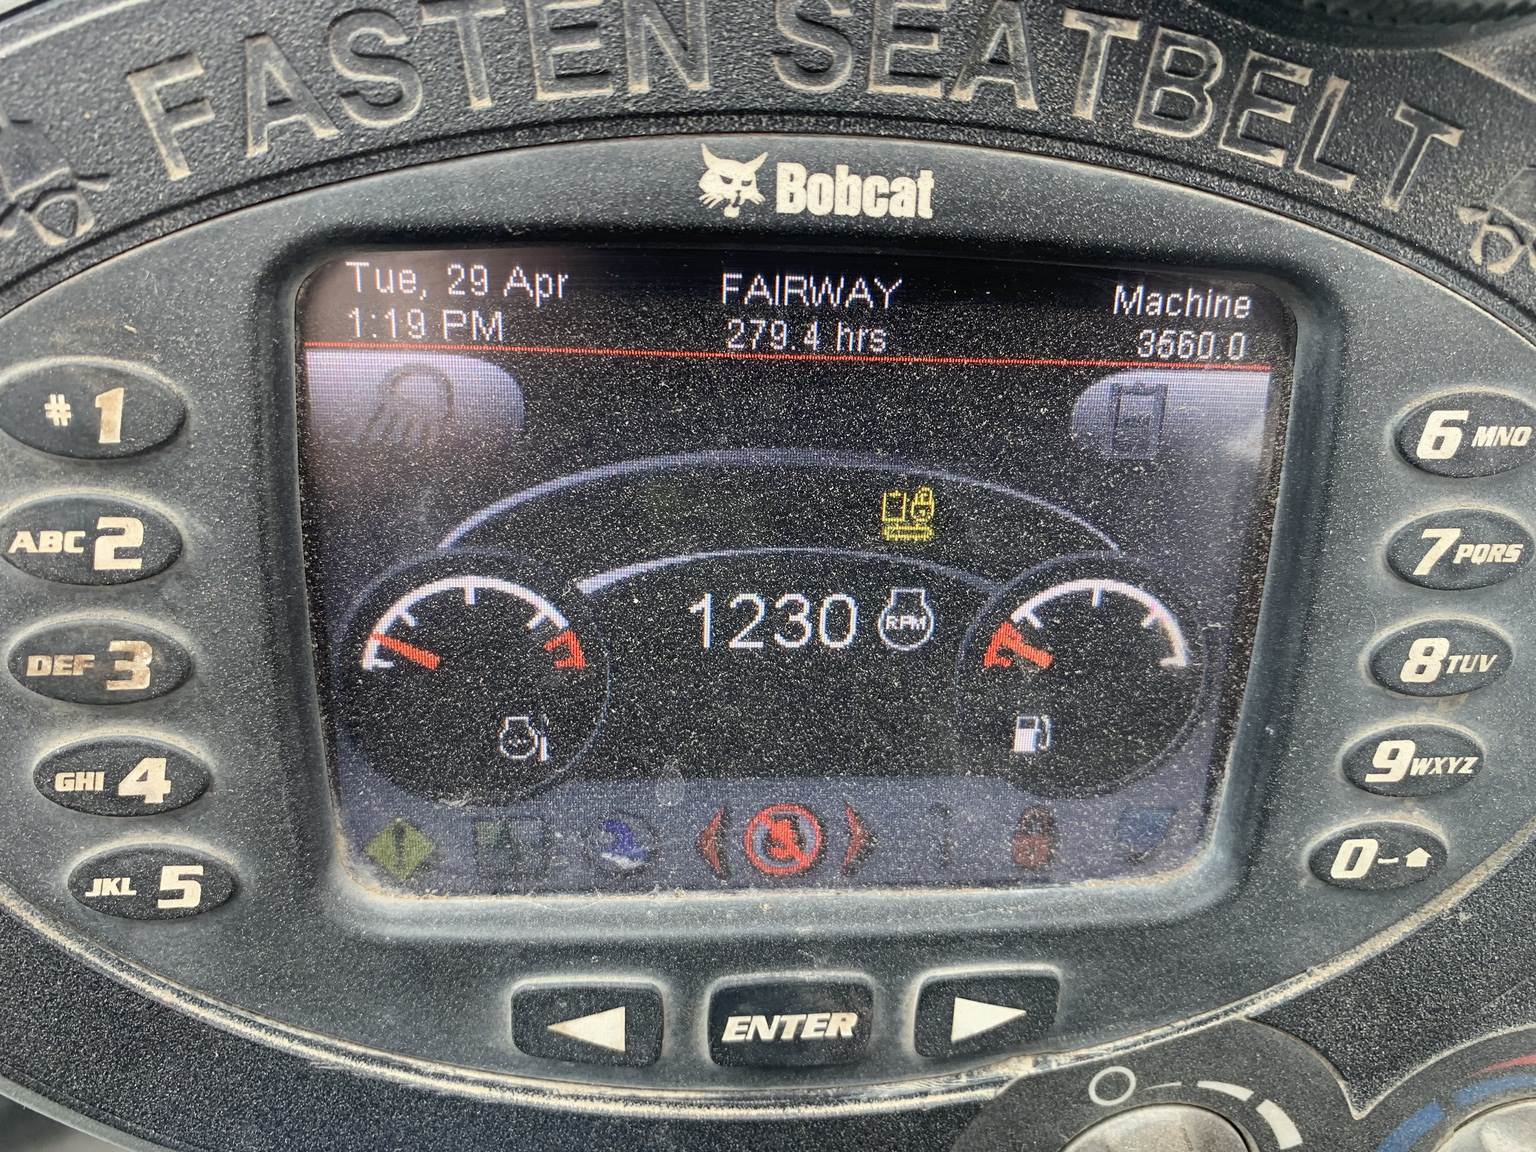 FASTEN SEATBELT
Bobcat
Tue, 29 Apr
1:19 PM
FAIRWAY
279.4 hrs
Machine
3560.0
# 1
ABC 2
DEF 3
GHI 4
JKL 5
6 MNO
7 PQRS
8 TUV
9 WXYZ
0 -
1230 RPM
ENTER